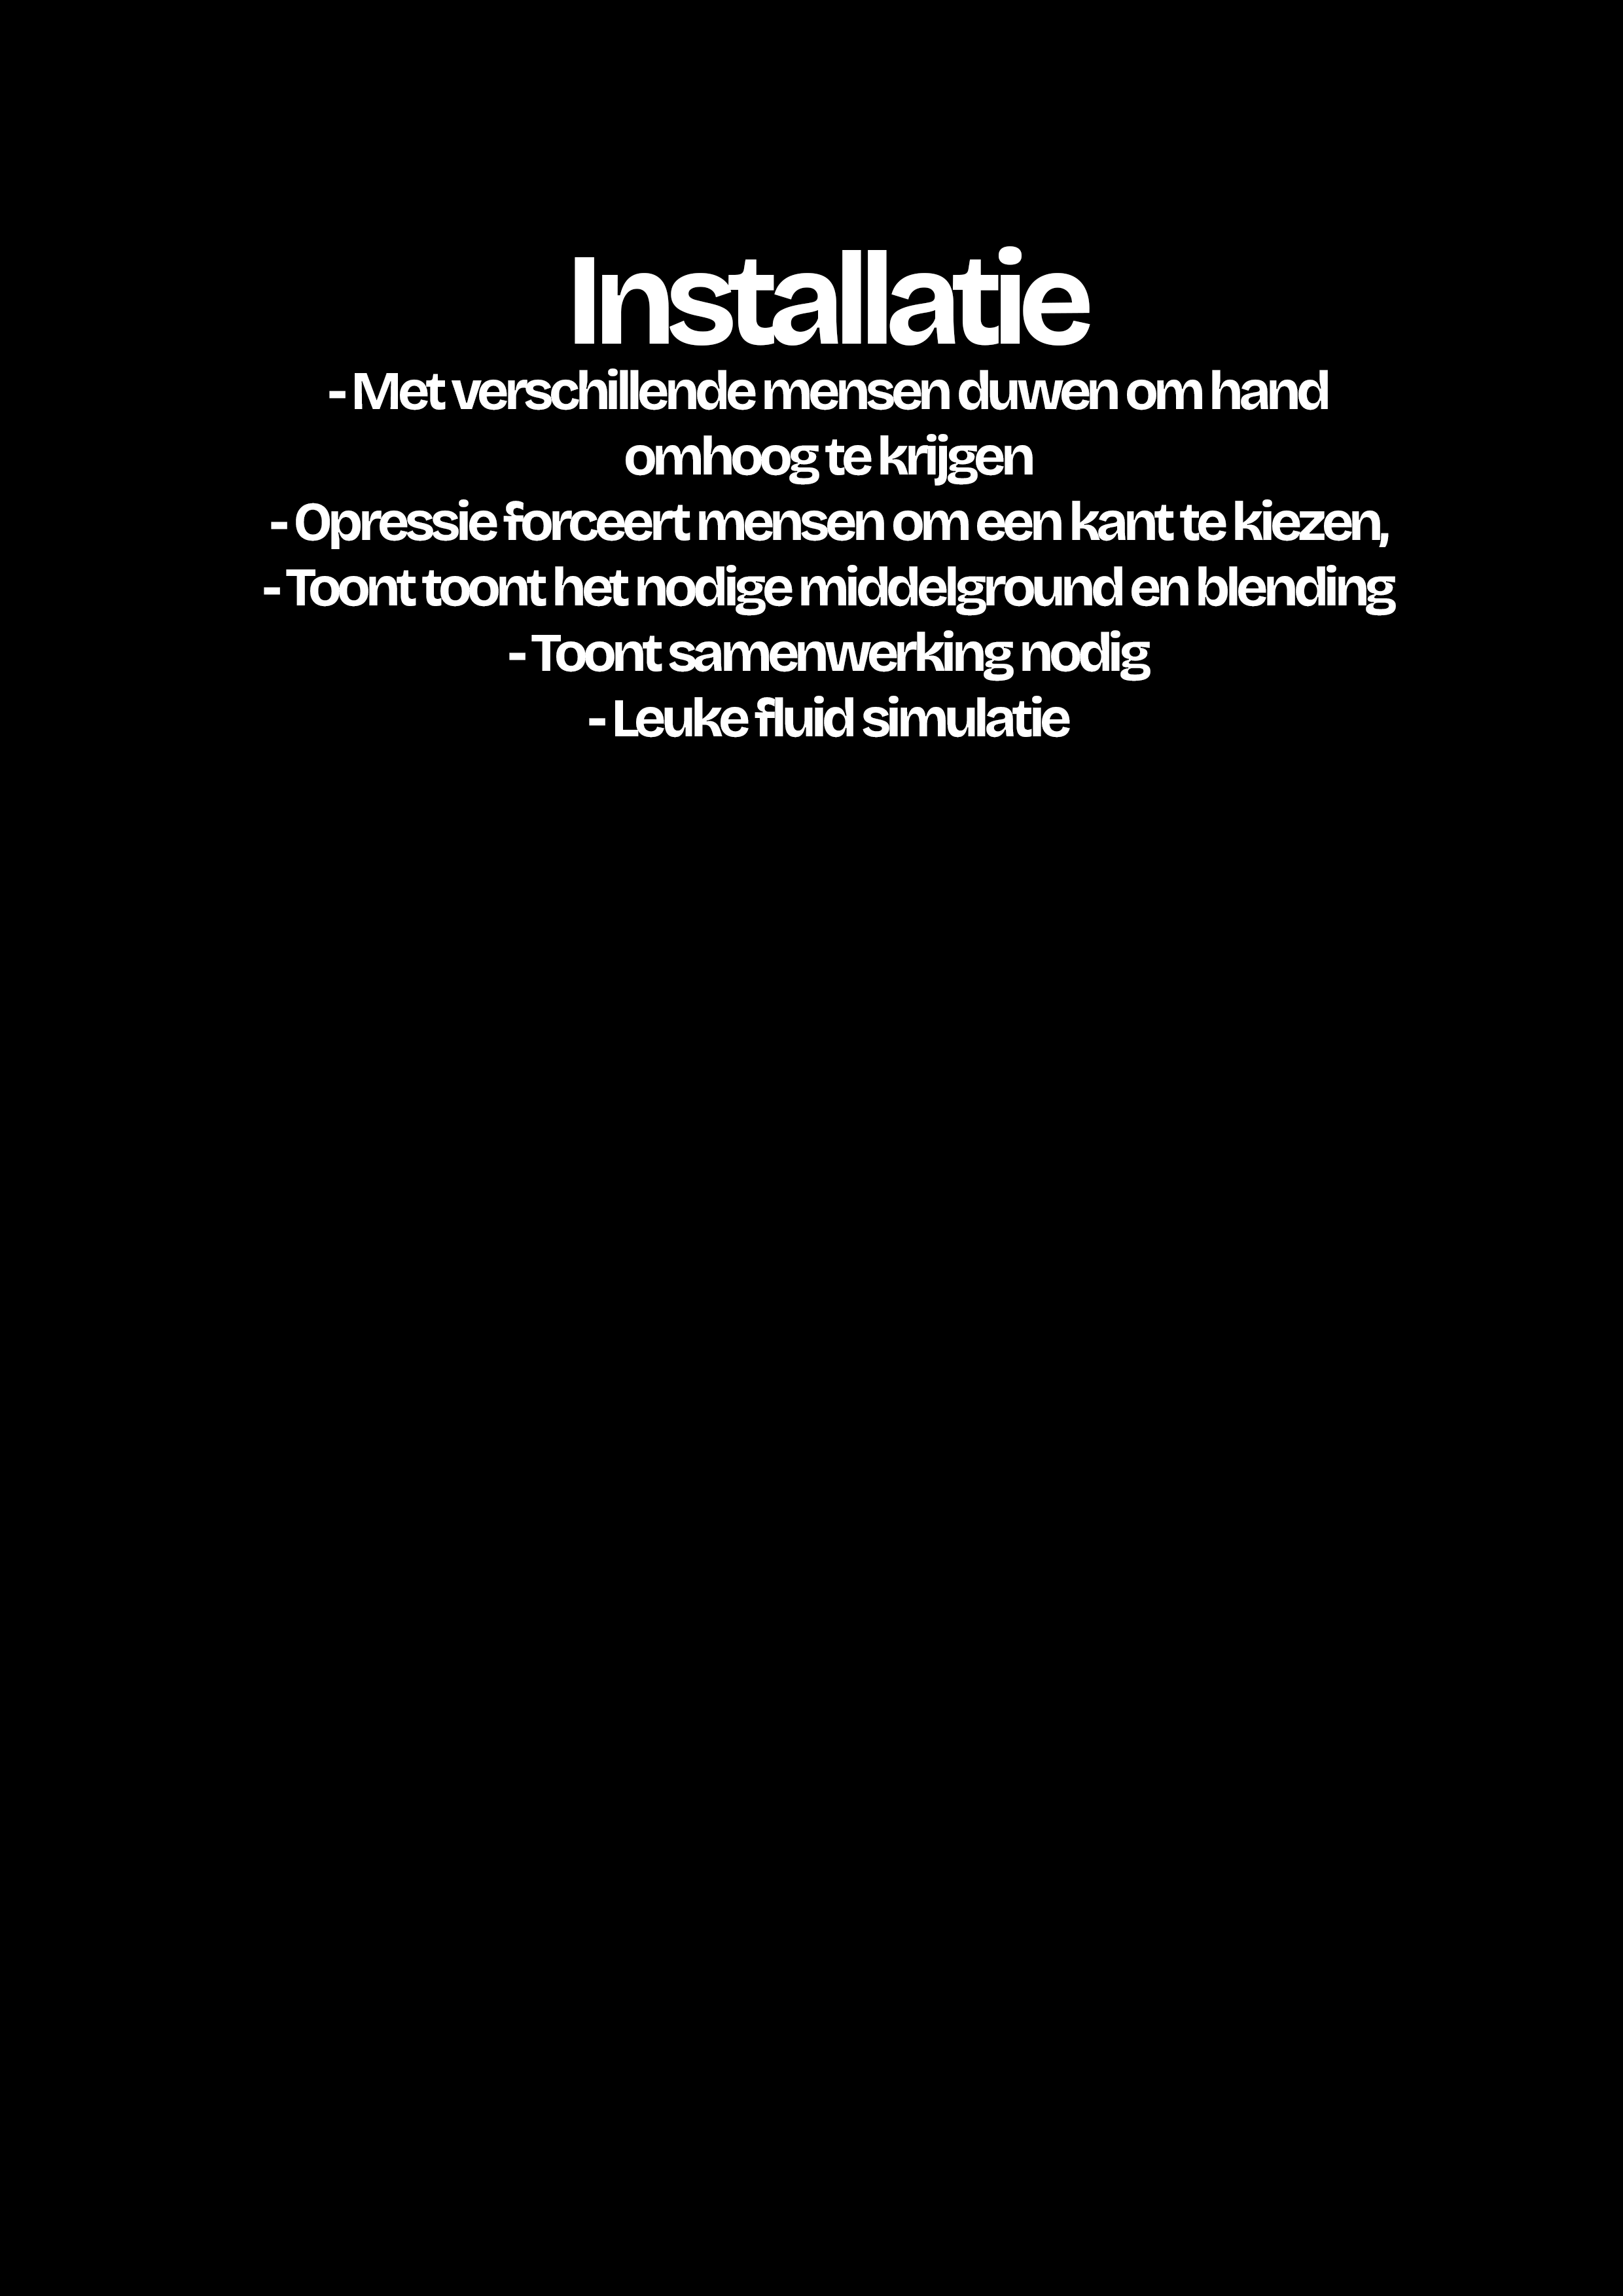 Installatie
- Met verschillende mensen duwen om hand
omhoog te krijgen
- Opressie forceert mensen om een kant te kiezen,
- Toont toont het nodige middelground en blending
- Toont samenwerking nodig
- Leuke fluid simulatie